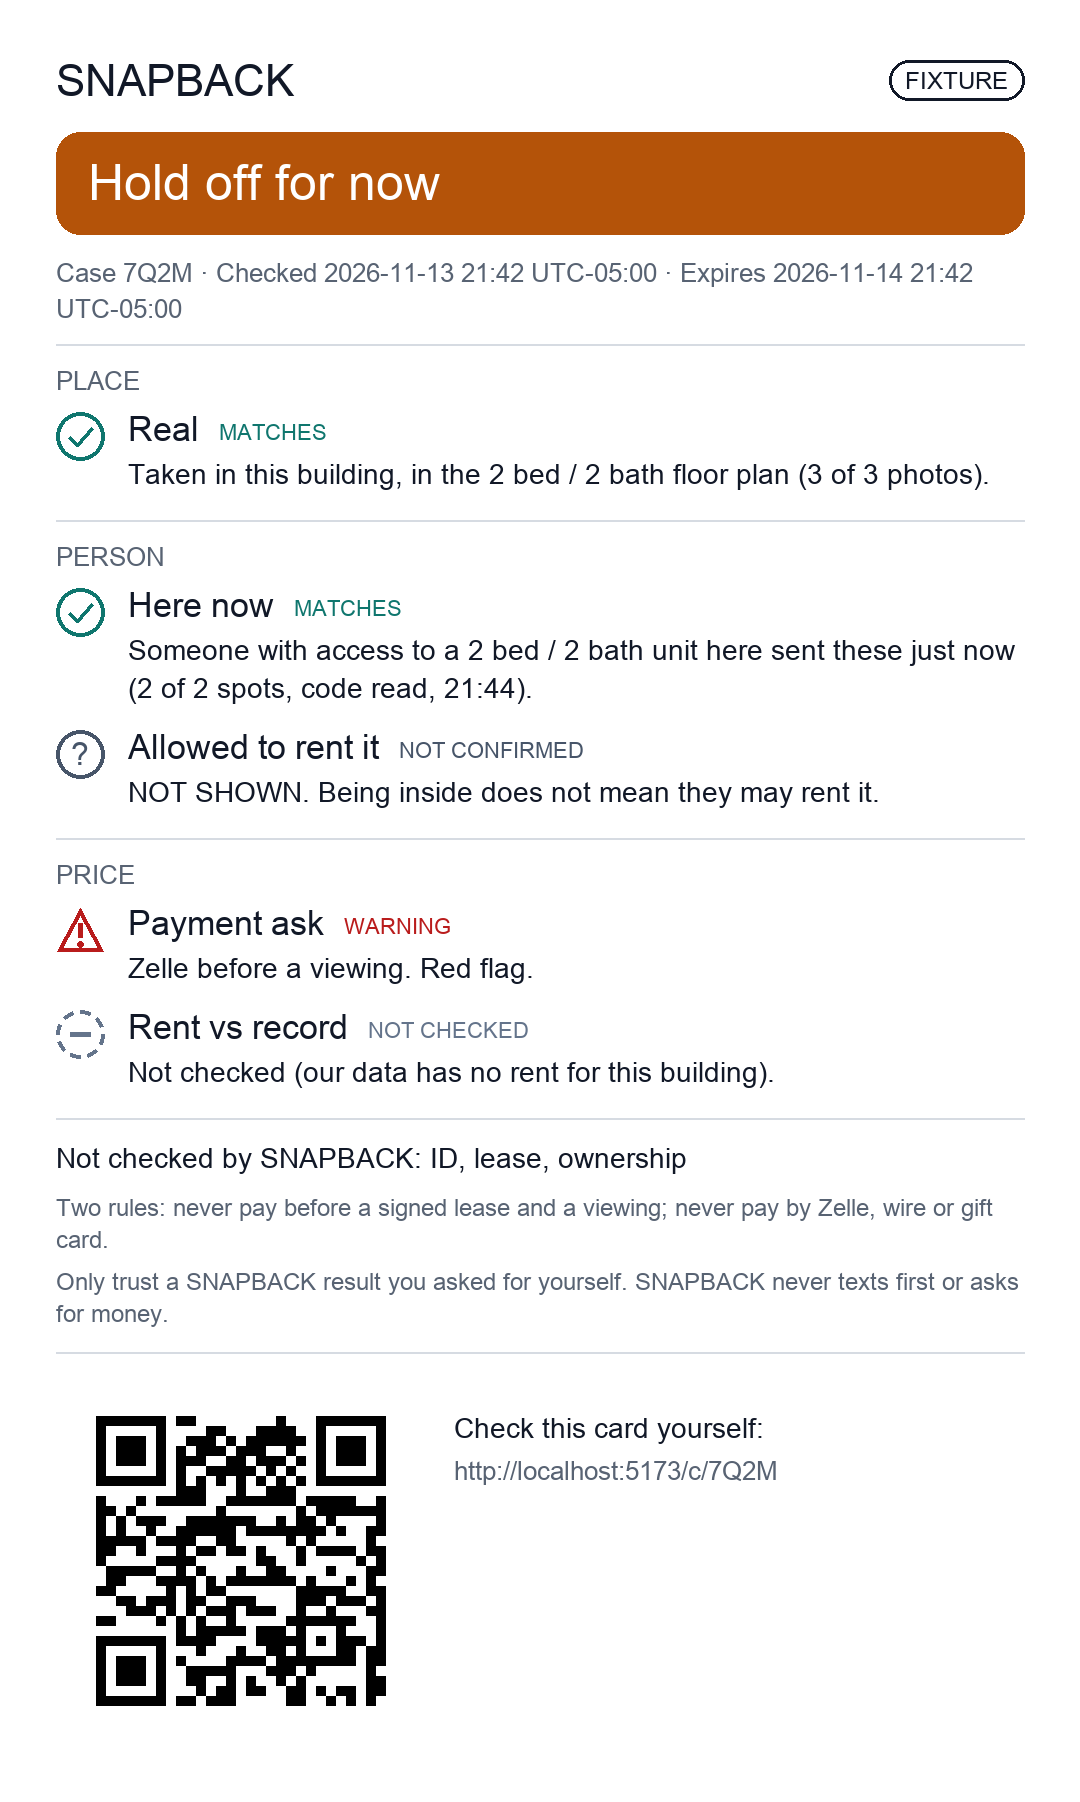 SNAPBACK
FIXTURE
Hold off for now
Case 7Q2M · Checked 2026-11-13 21:42 UTC-05:00 · Expires 2026-11-14 21:42
UTC-05:00
PLACE
Real MATCHES
Taken in this building, in the 2 bed / 2 bath floor plan (3 of 3 photos).
PERSON
Here now MATCHES
Someone with access to a 2 bed / 2 bath unit here sent these just now
(2 of 2 spots, code read, 21:44).
? Allowed to rent it NOT CONFIRMED
NOT SHOWN. Being inside does not mean they may rent it.
PRICE
Payment ask WARNING
Zelle before a viewing. Red flag.
Rent vs record NOT CHECKED
Not checked (our data has no rent for this building).
Not checked by SNAPBACK: ID, lease, ownership
Two rules: never pay before a signed lease and a viewing; never pay by Zelle, wire or gift
card.
Only trust a SNAPBACK result you asked for yourself. SNAPBACK never texts first or asks
for money.
Check this card yourself:
http://localhost:5173/c/7Q2M